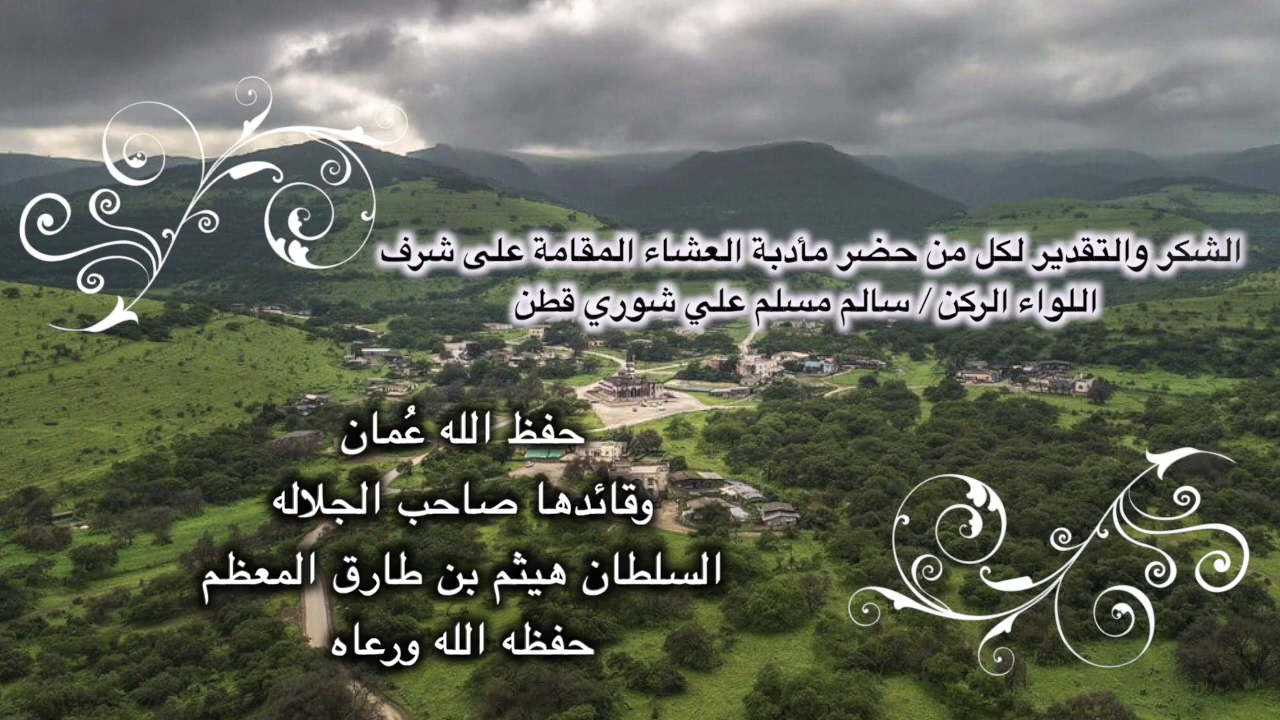 الشكر والتقدير لكل من حضر مأدبة العشاء المقامة على شرف
اللواء الركن / سالم مسلم علي شوري قطن
حفظ الله عُمان
وقائدها صاحب الجلاله
السلطان هيثم بن طارق المعظم
حفظه الله ورعاه